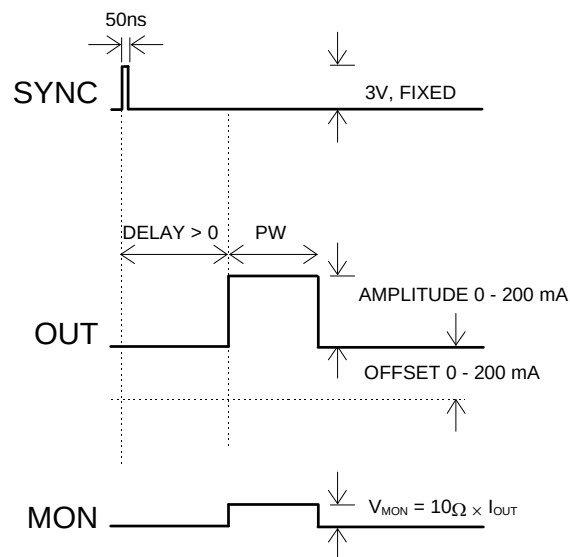 50ns
SYNC
3V, FIXED
DELAY > 0
PW
AMPLITUDE 0 - 200 mA
OUT
OFFSET 0 - 200 mA
MON
VMON = 10Ω × IOUT